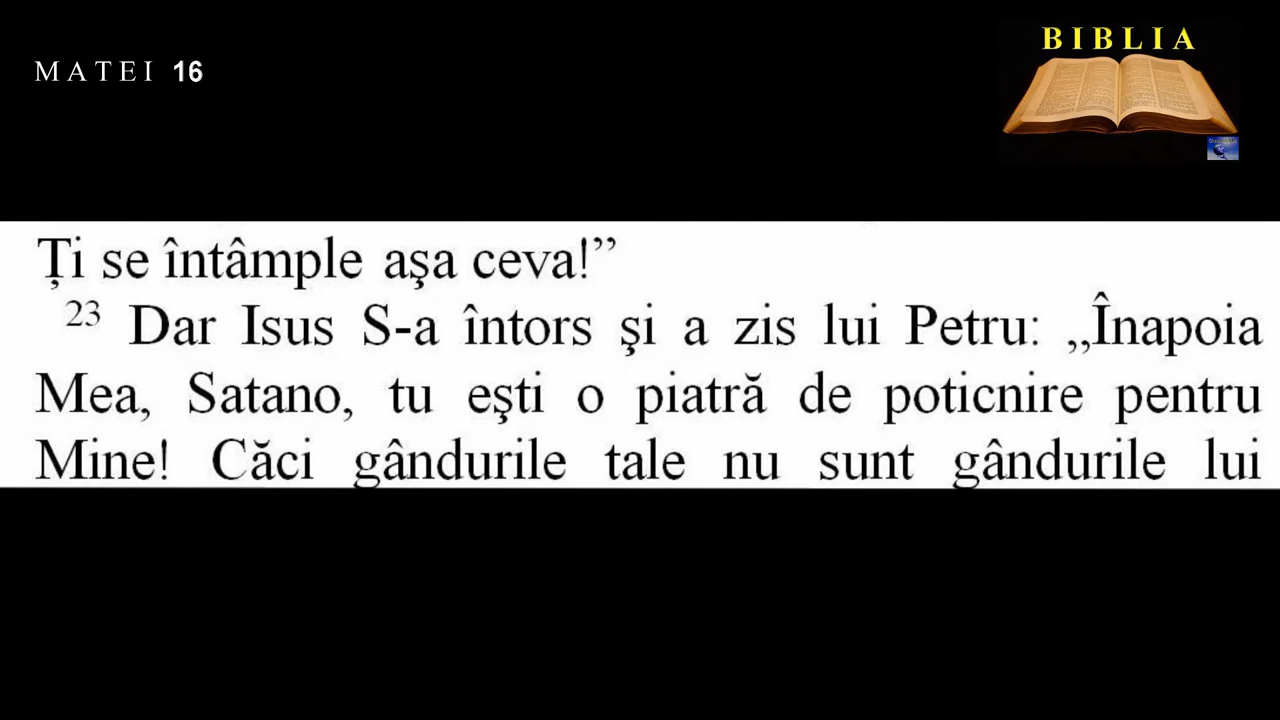 MATEI 16
BIBLIA
Ți se întâmple aşa ceva!”
23 Dar Isus S-a întors şi a zis lui Petru: „Înapoia
Mea, Satano, tu eşti o piatră de poticnire pentru
Mine! Căci gândurile tale nu sunt gândurile lui